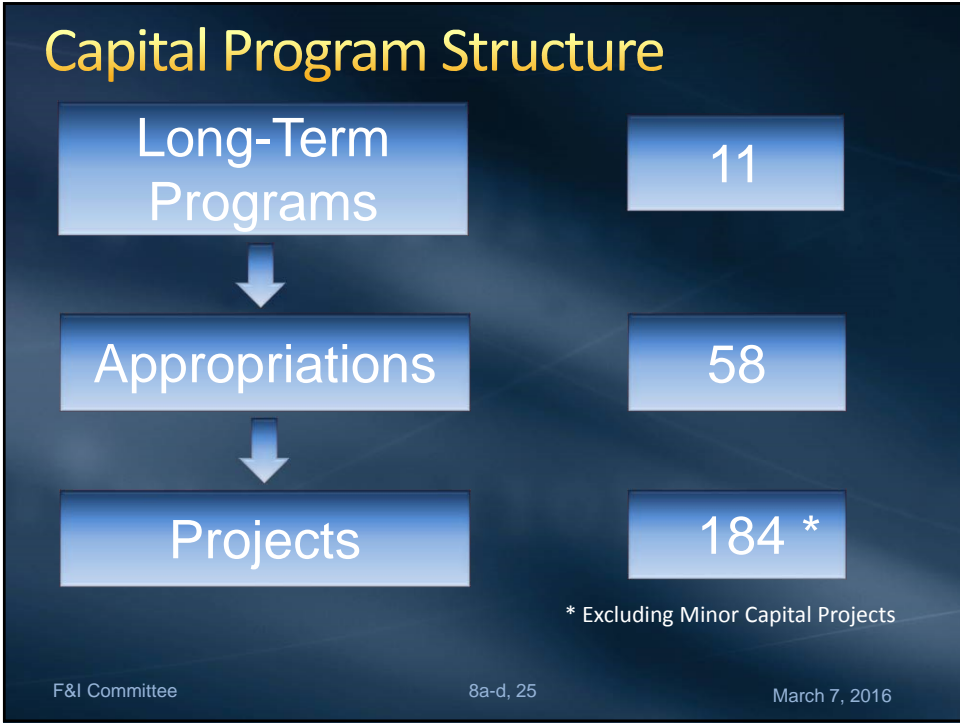 Capital Program Structure
Long-Term
Programs
11
Appropriations
58
Projects
184 *
* Excluding Minor Capital Projects
F&I Committee
8a-d, 25
March 7, 2016